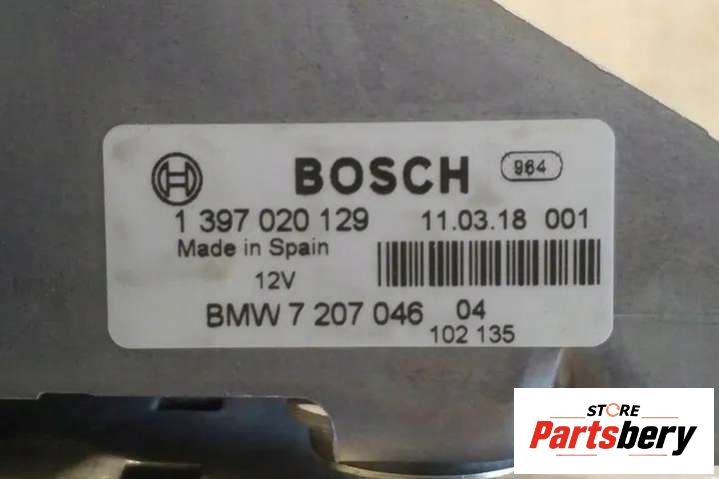 BOSCH 964
1 397 020 129 11.03.18 001
Made in Spain
12V
BMW 7 207 046 04
102 135
STORE
Partsbery